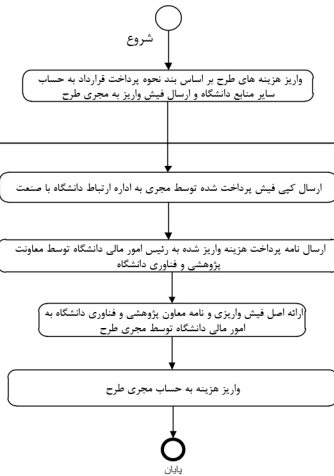 شروع
واریز هزینه های طرح بر اساس بند نحوه پرداخت قرارداد به حساب
سایر منابع دانشگاه و ارسال فیش واریز به مجری طرح
ارسال کپی فیش پرداخت شده توسط مجری به اداره ارتباط دانشگاه با صنعت
ارسال نامه پرداخت هزینه واریز شده به رئیس امور مالی دانشگاه توسط معاونت
پژوهشی و فناوری دانشگاه
ارائه اصل فیش واریزی و نامه معاون پژوهشی و فناوری دانشگاه به
امور مالی دانشگاه توسط مجری طرح
واریز هزینه به حساب مجری طرح
پایان